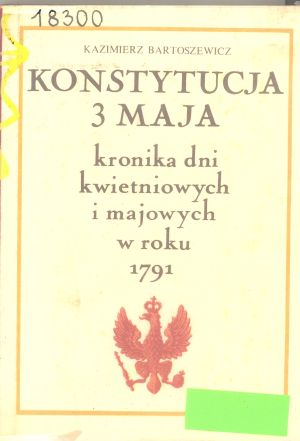 18300
KAZIMIERZ BARTOSZEWICZ
KONSTYTUCJA
3 MAJA
kronika dni
kwietniowych
i majowych
w roku
1791